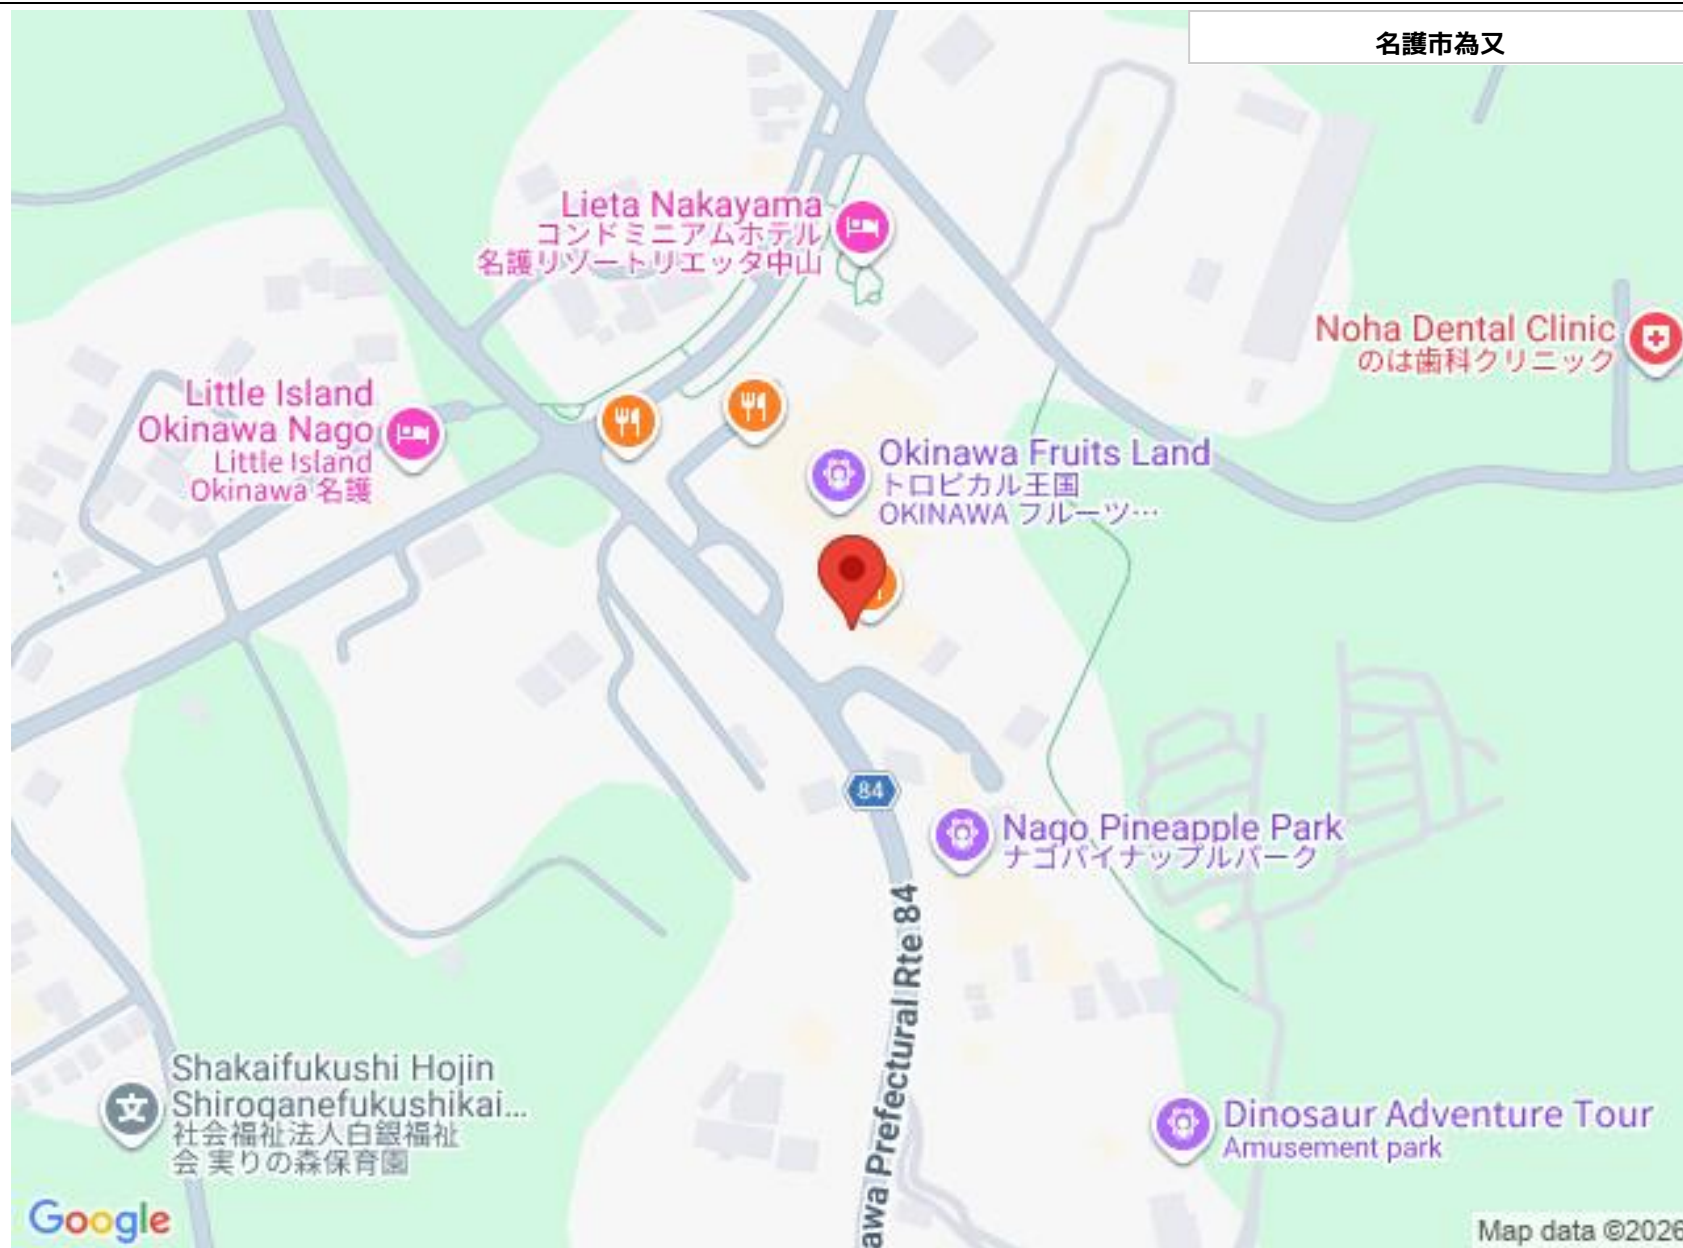 名護市為又
Lieta Nakayama
コンドミニアムホテル
名護リゾートリエッタ中山
Noha Dental Clinic
のは歯科クリニック
Little Island
Okinawa Nago
Little Island
Okinawa 名護
Okinawa Fruits Land
トロピカル王国
OKINAWA フルーツ…
84
Nago Pineapple Park
ナゴパイナップルパーク
awa Prefectural Rte 84
Shakaifukushi Hojin
Shiroganefukushikai...
社会福祉法人白銀福祉
会 実りの森保育園
Dinosaur Adventure Tour
Amusement park
Google
Map data ©2026